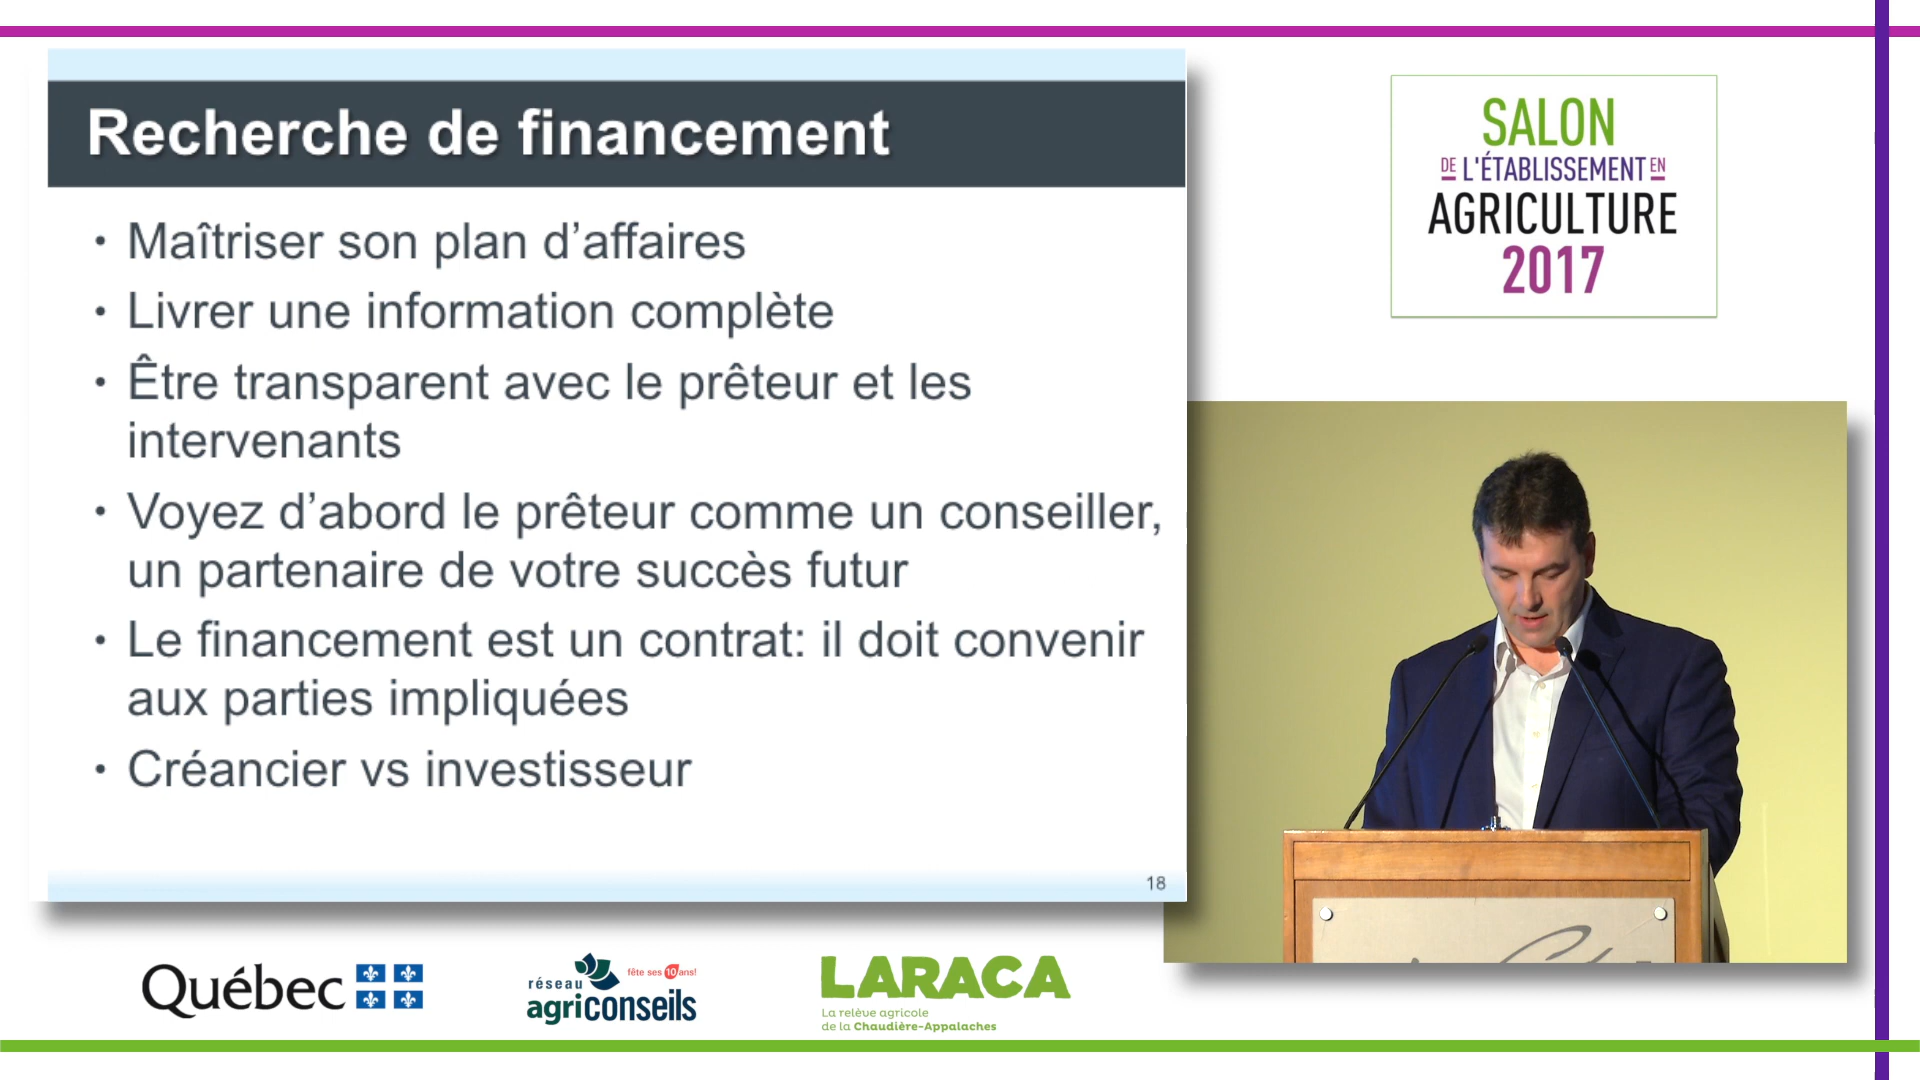 Recherche de financement
• Maîtriser son plan d’affaires
• Livrer une information complète
• Être transparent avec le prêteur et les
intervenants
• Voyez d’abord le prêteur comme un conseiller,
un partenaire de votre succès futur
• Le financement est un contrat: il doit convenir
aux parties impliquées
• Créancier vs investisseur
18
SALON
DE L'ÉTABLISSEMENT EN
AGRICULTURE
2017
Québec
réseau
fête ses 10 ans!
agriconseils
LARACA
La relève agricole
de la Chaudière-Appalaches